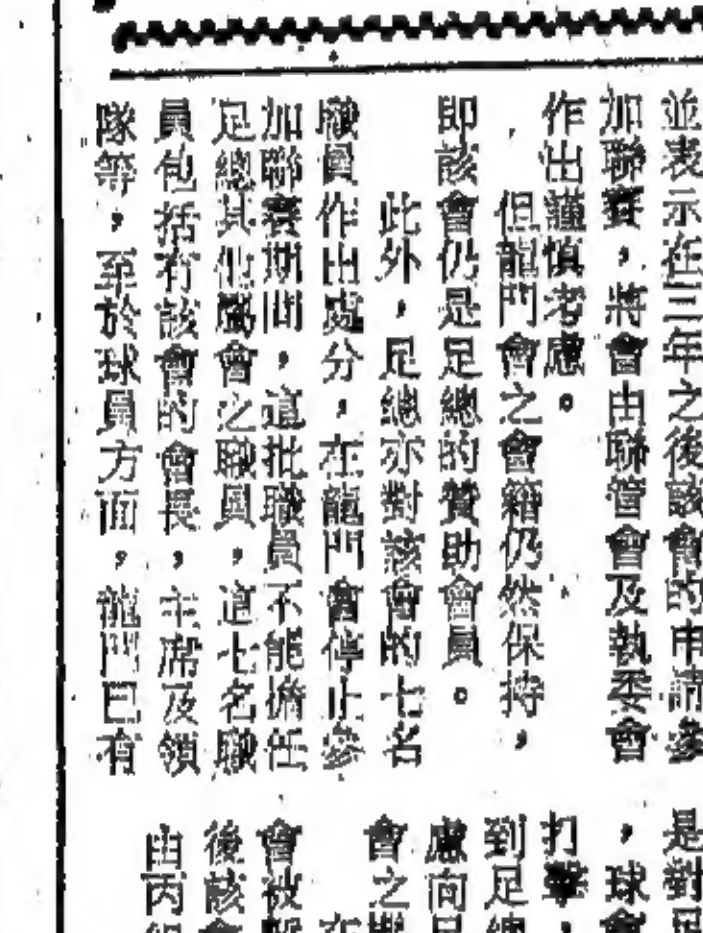 並表示在三年之後該會的申請參
加聯賽，將會由聯管會及執委會
作出謹慎考慮。
但龍門會之會籍仍然保持，
即該會仍是足總的贊助會員。
此外，足總亦對該會的七名
職員作出處分，在龍門會停止參
加聯賽期間，這批職員不能擔任
足總其他屬會之職員，這七名職
員包括有該會的會長，主席及領
隊等，至於球員方面，龍門已有
是對足
，球會
打擊，
到足總
慮向足
會之
在
會被
後該會
由丙組